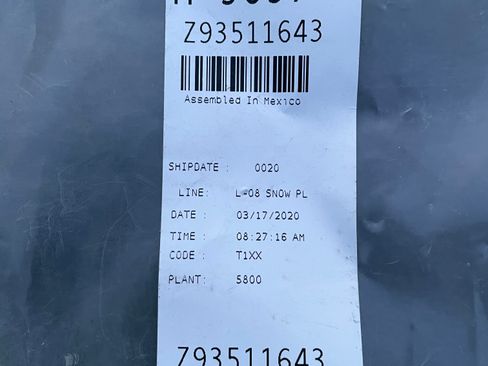 Z93511643
Assembled In Mexico
SHIPDATE : 0020
LINE: L-08 SNOW PL
DATE : 03/17/2020
TIME : 08:27:16 AM
CODE : T1XX
PLANT: 5800
Z93511643